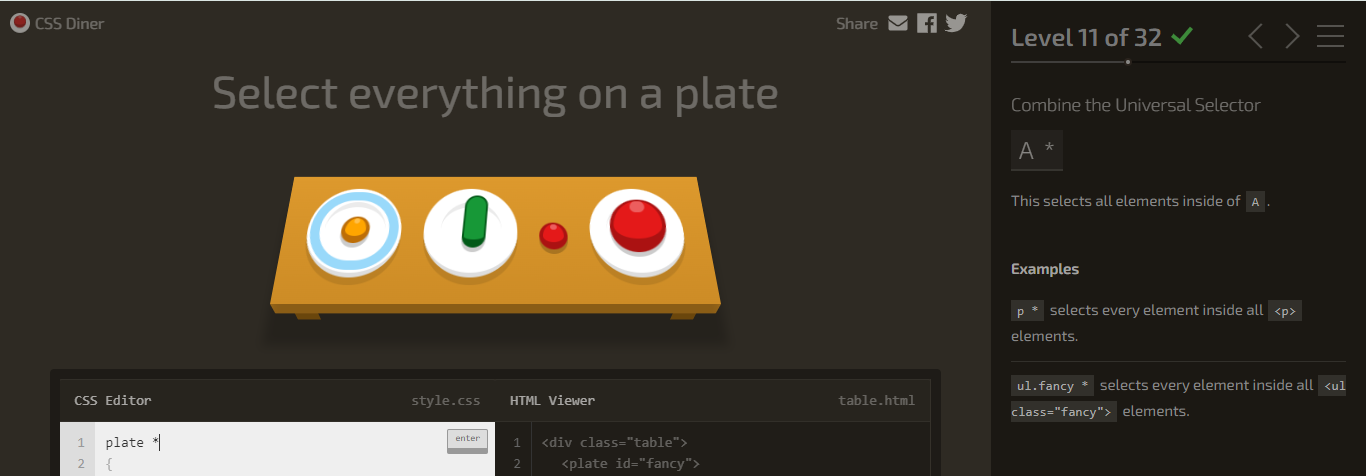 CSS Diner
Share
Select everything on a plate
CSS Editor style.css
1 plate * enter
2 {
HTML Viewer table.html
1 <div class="table">
2 <plate id="fancy">
Level 11 of 32
Combine the Universal Selector
A *
This selects all elements inside of A .
Examples
p * selects every element inside all <p>
elements.
ul.fancy * selects every element inside all <ul
class="fancy"> elements.